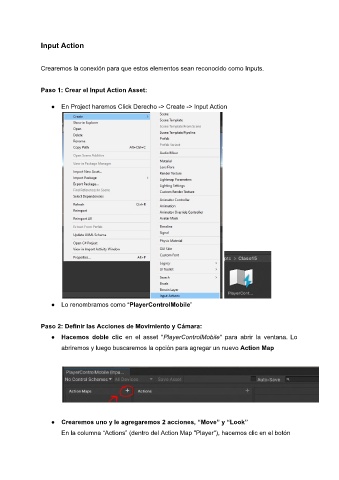 Input Action
Crearemos la conexión para que estos elementos sean reconocido como Inputs.
Paso 1: Crear el Input Action Asset:
● En Project haremos Click Derecho -> Create -> Input Action
Create
Show in Explorer
Open
Delete
Rename
Copy Path Alt+Ctrl+C
Open Scene Additive
View in Package Manager
Import New Asset...
Import Package
Export Package...
Find References In Scene
Select Dependencies
Refresh Ctrl+R
Reimport
Reimport All
Extract From Prefab
Update UXML Schema
Open C# Project
View in Import Activity Window
Properties... Alt+P
Scene
Scene Template
Scene Template From Scene
Scene Template Pipeline
Prefab
Prefab Variant
Audio Mixer
Material
Lens Flare
Render Texture
Lightmap Parameters
Lighting Settings
Custom Render Texture
Animator Controller
Animation
Animator Override Controller
Avatar Mask
Timeline
Signal
Physic Material
GUI Skin
Custom Font
Legacy
UI Toolkit
Search
Brush
Terrain Layer
Input Actions
Clase15
PlayerCont...
● Lo renombramos como “PlayerControlMobile”
Paso 2: Definir las Acciones de Movimiento y Cámara:
● Hacemos doble clic en el asset "PlayerControlMobile" para abrir la ventana. Lo
abriremos y luego buscaremos la opción para agregar un nuevo Action Map
PlayerControlMobile (Inpu...
No Control Schemes All Devices Save Asset Auto-Save
Action Maps + Actions +
● Crearemos uno y le agregaremos 2 acciones, “Move” y “Look”
En la columna "Actions" (dentro del Action Map "Player"), hacemos clic en el botón